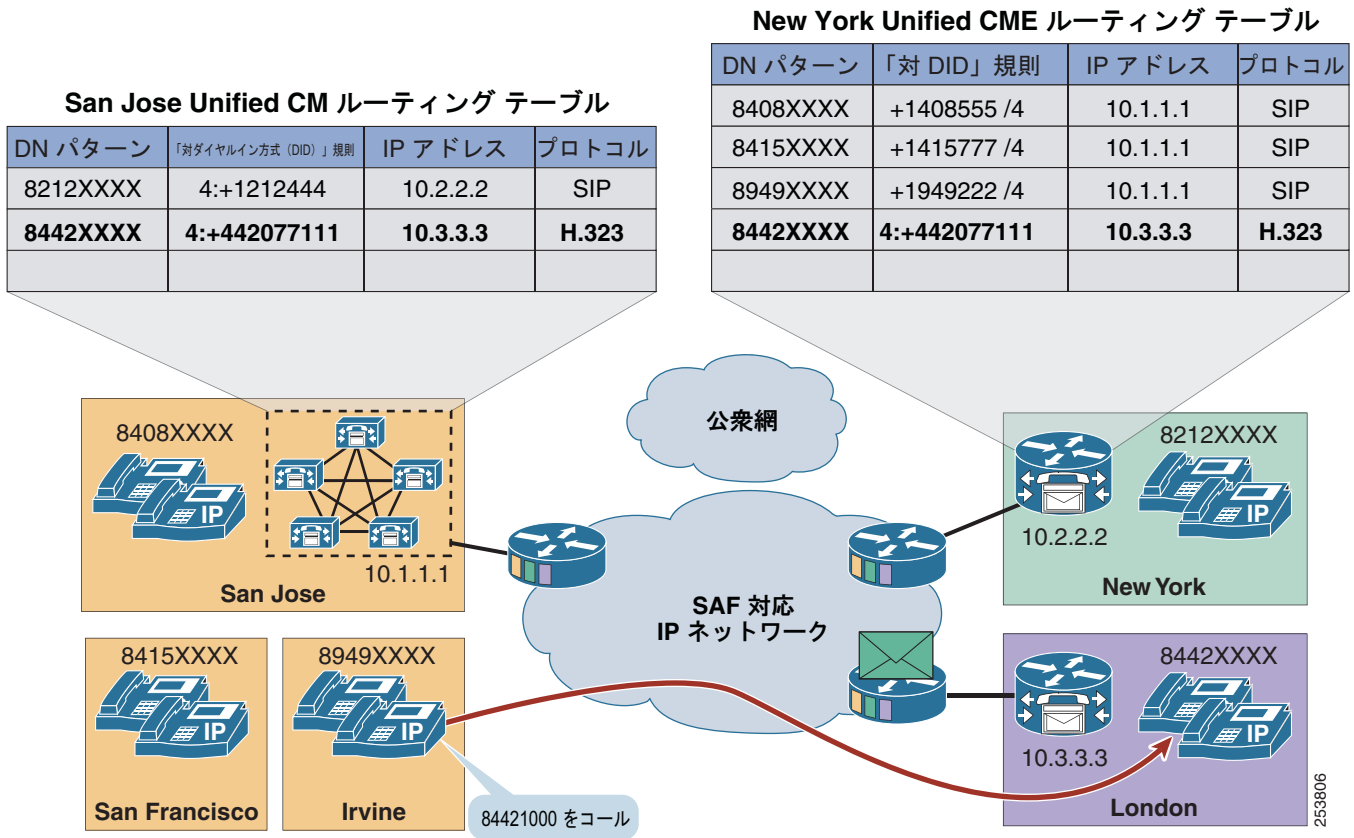 New York Unified CME ルーティング テーブル
DN パターン 「対 DID」規則 IP アドレス プロトコル
8408XXXX +1408555 /4 10.1.1.1 SIP
8415XXXX +1415777 /4 10.1.1.1 SIP
8949XXXX +1949222 /4 10.1.1.1 SIP
8442XXXX 4:+442077111 10.3.3.3 H.323
San Jose Unified CM ルーティング テーブル
DN パターン 「対ダイヤルイン方式（DID）」規則 IP アドレス プロトコル
8212XXXX 4:+1212444 10.2.2.2 SIP
8442XXXX 4:+442077111 10.3.3.3 H.323
公衆網
8408XXXX
IP
10.1.1.1
San Jose
8212XXXX
IP
10.2.2.2
New York
SAF 対応
IP ネットワーク
8415XXXX
IP
San Francisco
8949XXXX
IP
Irvine
84421000 をコール
8442XXXX
IP
10.3.3.3
London
253806